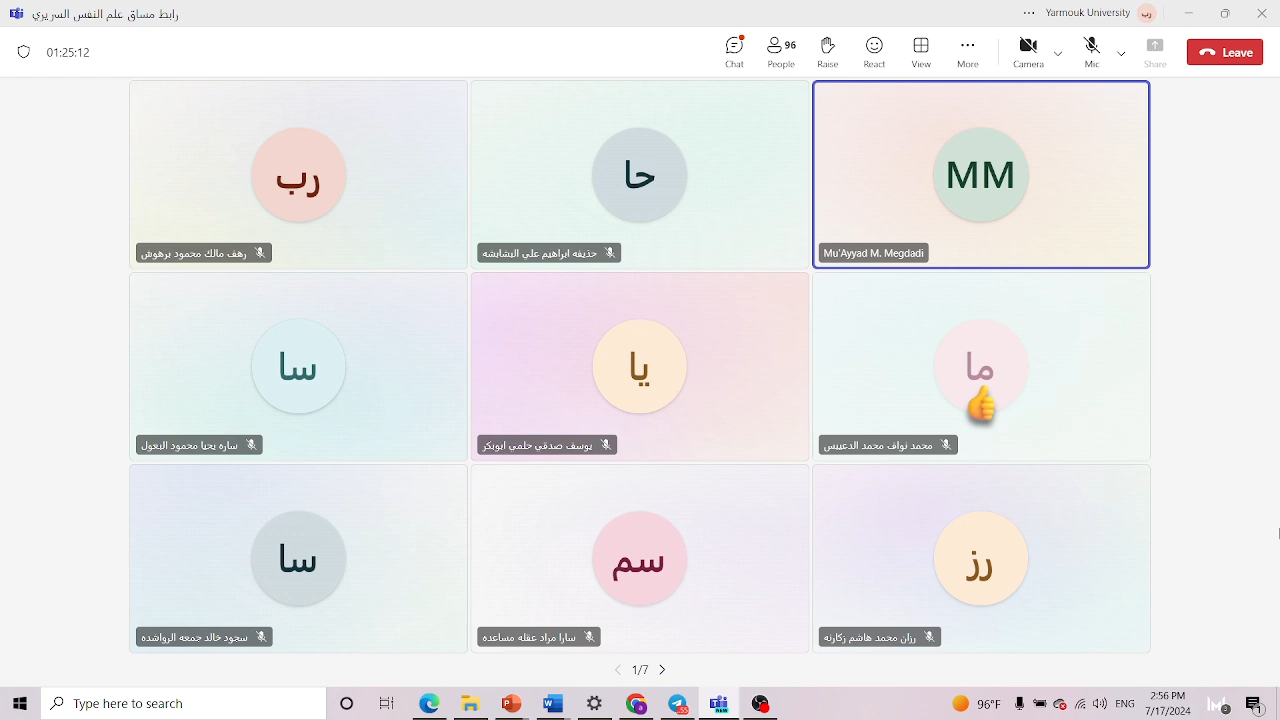 رابط مساق علم النفس التربوي
Yarmouk University
رب
01:25:12
96
Chat
People
Raise
React
View
More
Camera
Mic
Share
Leave
رب
حا
MM
رهف مالك محمود برهوش
حذيفه ابراهيم علي البشابشه
Mu'Ayyad M. Megdadi
سا
يا
ما
ساره يحيا محمود البعول
يوسف صدقي حلمي ابوبكر
محمد نواف محمد الدعيبس
سا
سم
رز
سجود خالد جمعه الرواشده
سارا مراد عقله مساعده
رزان محمد هاشم زكارنه
1/7
Type here to search
96°F
2:56 PM
7/17/2024